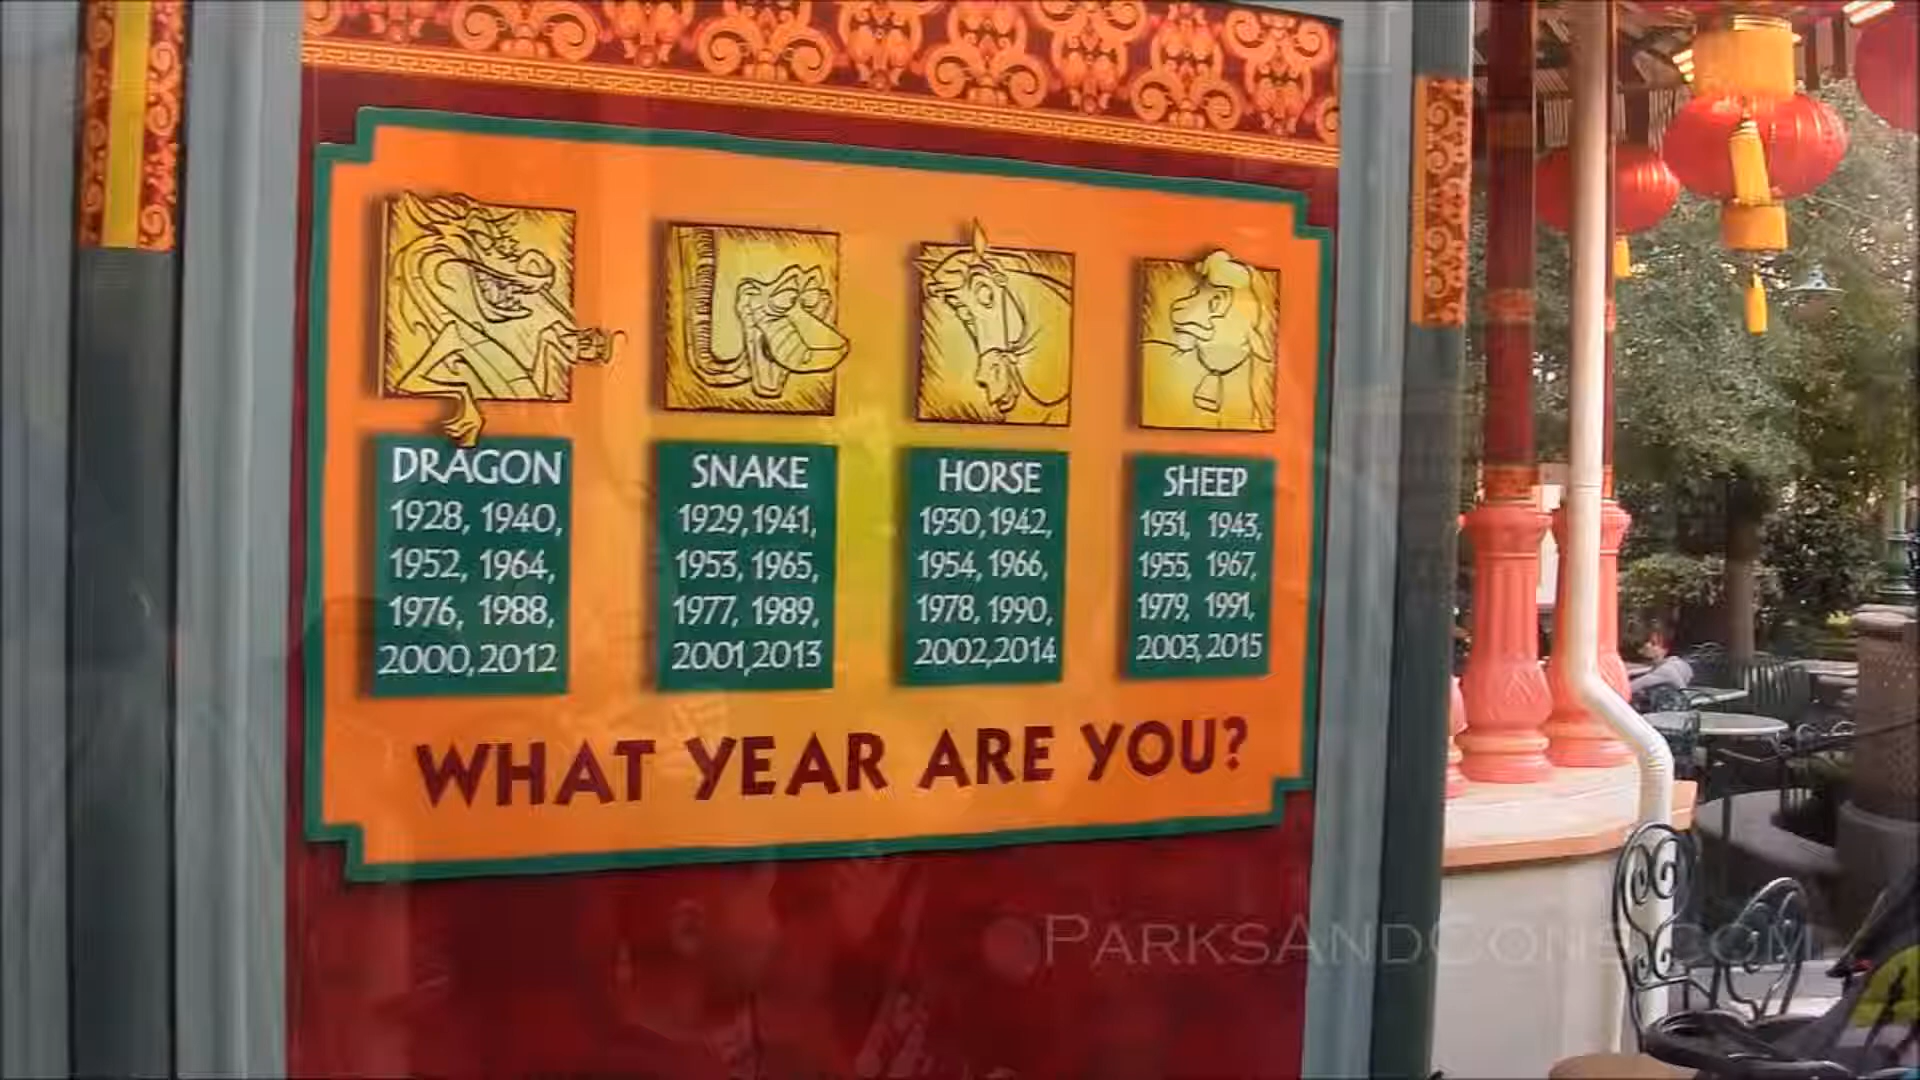 DRAGON
1928, 1940,
1952, 1964,
1976, 1988,
2000, 2012
SNAKE
1929, 1941,
1953, 1965,
1977, 1989,
2001, 2013
HORSE
1930, 1942,
1954, 1966,
1978, 1990,
2002, 2014
SHEEP
1931, 1943,
1955, 1967,
1979, 1991,
2003, 2015
WHAT YEAR ARE YOU?
PARKSANDCONS.COM